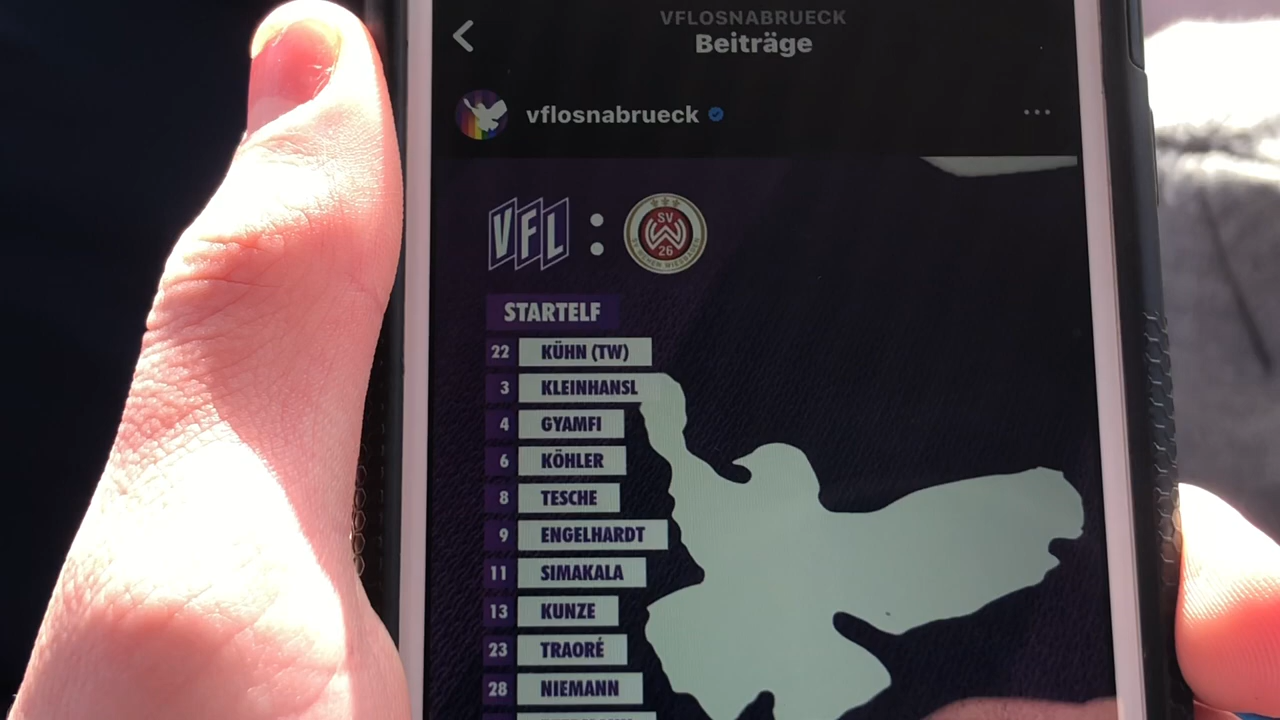 VFLOSNABRUECK
Beiträge
vflosnabrueck
VFL : SV 26
STARTELF
22 KÜHN (TW)
3 KLEINHANSL
4 GYAMFI
6 KÖHLER
8 TESCHE
9 ENGELHARDT
11 SIMAKALA
13 KUNZE
23 TRAORÉ
28 NIEMANN